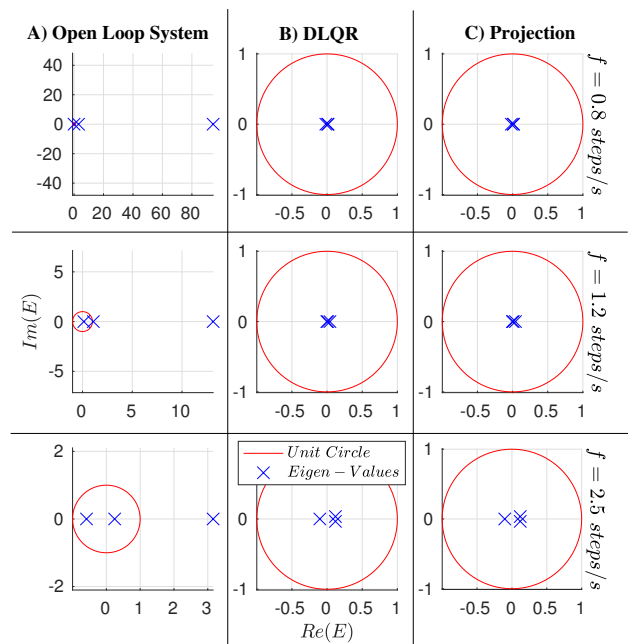 A) Open Loop System
B) DLQR
C) Projection
40
20
0
-20
-40
0 20 40 60 80
1
0
-1
-0.5 0 0.5 1
1
0
-1
-0.5 0 0.5 1
f = 0.8 steps/s
Im(E)
5
0
-5
0 5 10
1
0
-1
-0.5 0 0.5 1
1
0
-1
-0.5 0 0.5 1
f = 1.2 steps/s
2
1
0
-1
-2
0 1 2 3
Unit Circle
Eigen-Values
0
-1
-0.5 0 0.5 1
Re(E)
1
0
-1
-0.5 0 0.5 1
f = 2.5 steps/s